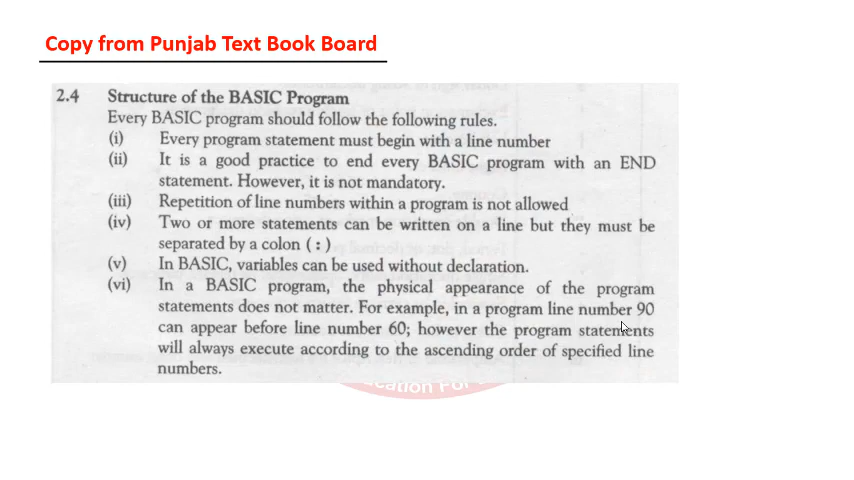 Copy from Punjab Text Book Board
2.4 Structure of the BASIC Program
Every BASIC program should follow the following rules.
(i) Every program statement must begin with a line number
(ii) It is a good practice to end every BASIC program with an END
statement. However, it is not mandatory.
(iii) Repetition of line numbers within a program is not allowed
(iv) Two or more statements can be written on a line but they must be
separated by a colon ( : )
(v) In BASIC, variables can be used without declaration.
(vi) In a BASIC program, the physical appearance of the program
statements does not matter. For example, in a program line number 90
can appear before line number 60; however the program statements
will always execute according to the ascending order of specified line
numbers.